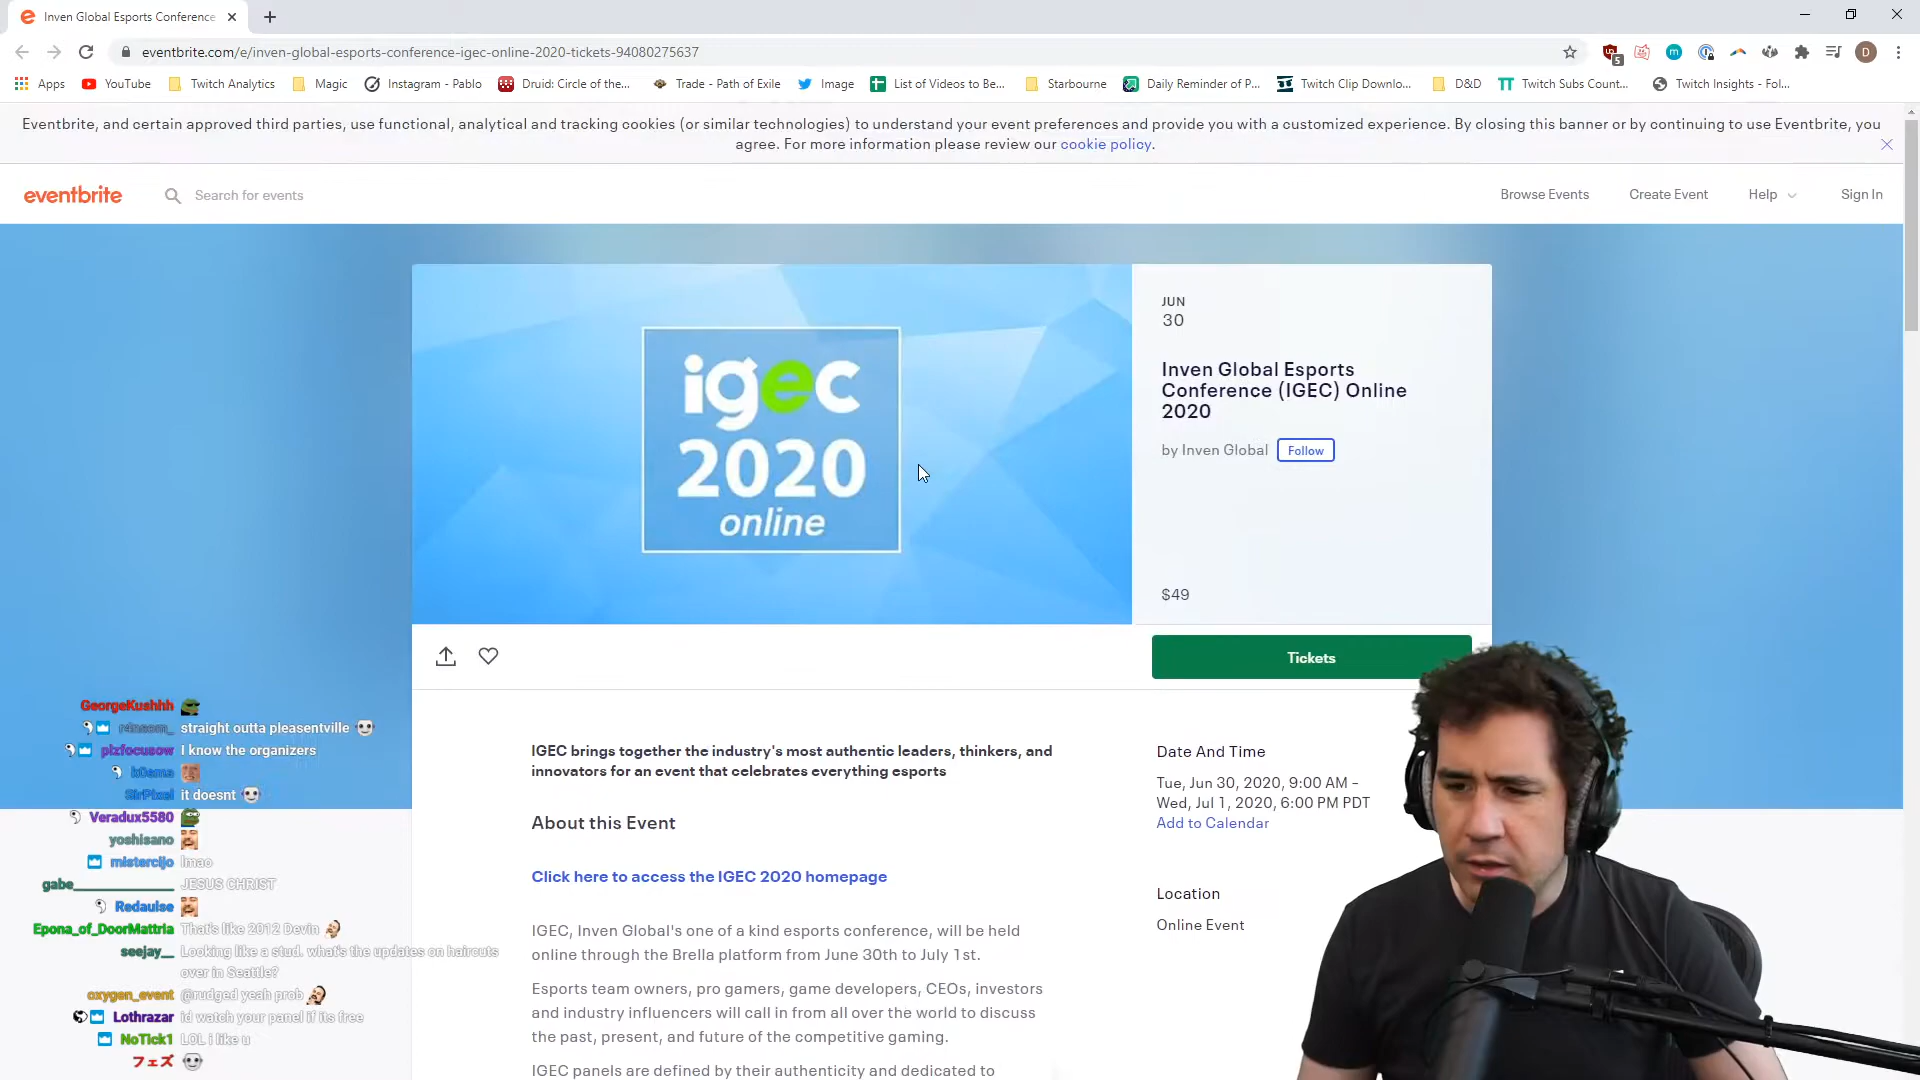 Inven Global Esports Conference
eventbrite.com/e/inven-global-esports-conference-igec-online-2020-tickets-94080275637
5
m
D
Apps
YouTube
Twitch Analytics
Magic
Instagram - Pablo
Druid: Circle of the...
Trade - Path of Exile
Image
List of Videos to Be...
Starbourne
Daily Reminder of P...
Twitch Clip Downlo...
D&D
Twitch Subs Count...
Twitch Insights - Fol...
Eventbrite, and certain approved third parties, use functional, analytical and tracking cookies (or similar technologies) to understand your event preferences and provide you with a customized experience. By closing this banner or by continuing to use Eventbrite, you
agree. For more information please review our cookie policy.
eventbrite
Search for events
Browse Events
Create Event
Help
Sign In
igec
2020
online
JUN
30
Inven Global Esports
Conference (IGEC) Online
2020
by Inven Global
Follow
$49
Tickets
IGEC brings together the industry's most authentic leaders, thinkers, and
innovators for an event that celebrates everything esports
About this Event
Click here to access the IGEC 2020 homepage
IGEC, Inven Global's one of a kind esports conference, will be held
online through the Brella platform from June 30th to July 1st.
Esports team owners, pro gamers, game developers, CEOs, investors
and industry influencers will call in from all over the world to discuss
the past, present, and future of the competitive gaming.
IGEC panels are defined by their authenticity and dedicated to
Date And Time
Tue, Jun 30, 2020, 9:00 AM –
Wed, Jul 1, 2020, 6:00 PM PDT
Add to Calendar
Location
Online Event
GeorgeKushhh
r4nsom_ straight outta pleasentville
plzfocusow I know the organizers
k0sma
SirPixel it doesnt
Veradux5580
yoshisano
mistercijo lmao
gabe______________ JESUS CHRIST
Redaulse
Epona_of_DoorMattria That's like 2012 Devin
seejay__ Looking like a stud. what's the updates on haircuts
over in Seattle?
oxygen_event @rudged yeah prob
Lothrazar id watch your panel if its free
NoTick1 LOL i like u
フェズ